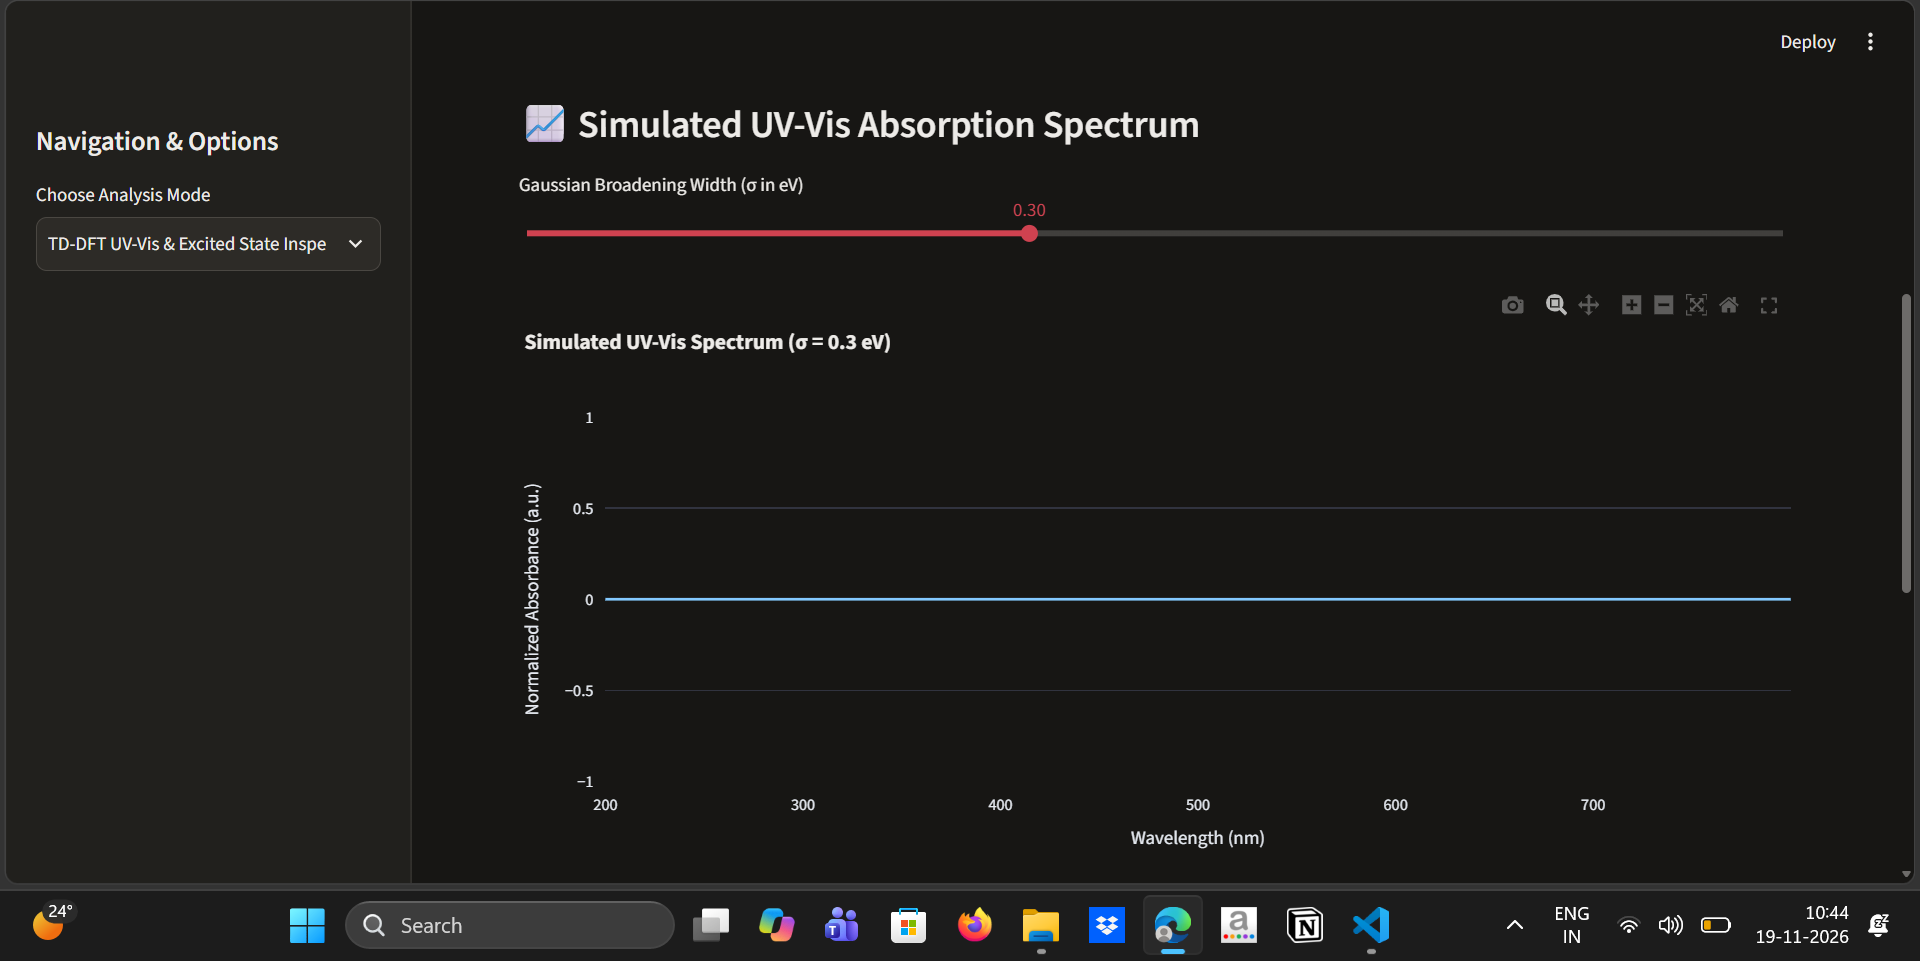 Deploy
Navigation & Options
Choose Analysis Mode
TD-DFT UV-Vis & Excited State Inspe
Simulated UV-Vis Absorption Spectrum
Gaussian Broadening Width (σ in eV)
0.30
Simulated UV-Vis Spectrum (σ = 0.3 eV)
Normalized Absorbance (a.u.)
1
0.5
0
−0.5
−1
200 300 400 500 600 700
Wavelength (nm)
24°
Search
ENG
IN
10:44
19-11-2026